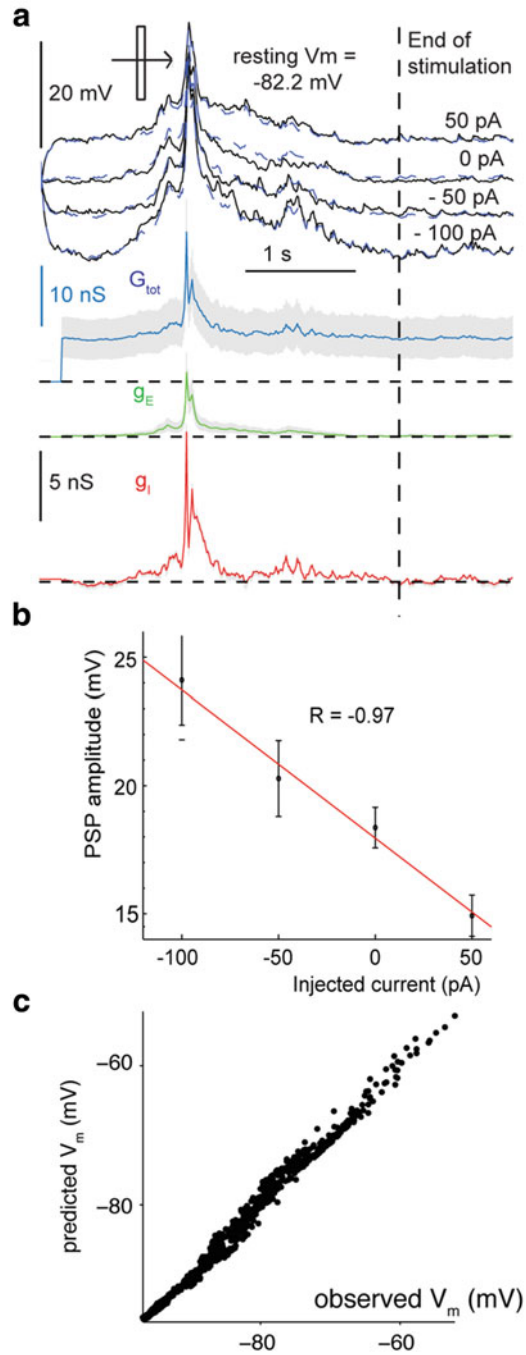 a
20 mV
resting Vm =
-82.2 mV
End of
stimulation
50 pA
0 pA
- 50 pA
- 100 pA
1 s
10 nS
Gtot
gE
5 nS
gI
b
PSP amplitude (mV)
25
20
15
R = -0.97
-100
-50
0
50
Injected current (pA)
c
predicted Vm (mV)
−60
−80
observed Vm (mV)
−80
−60